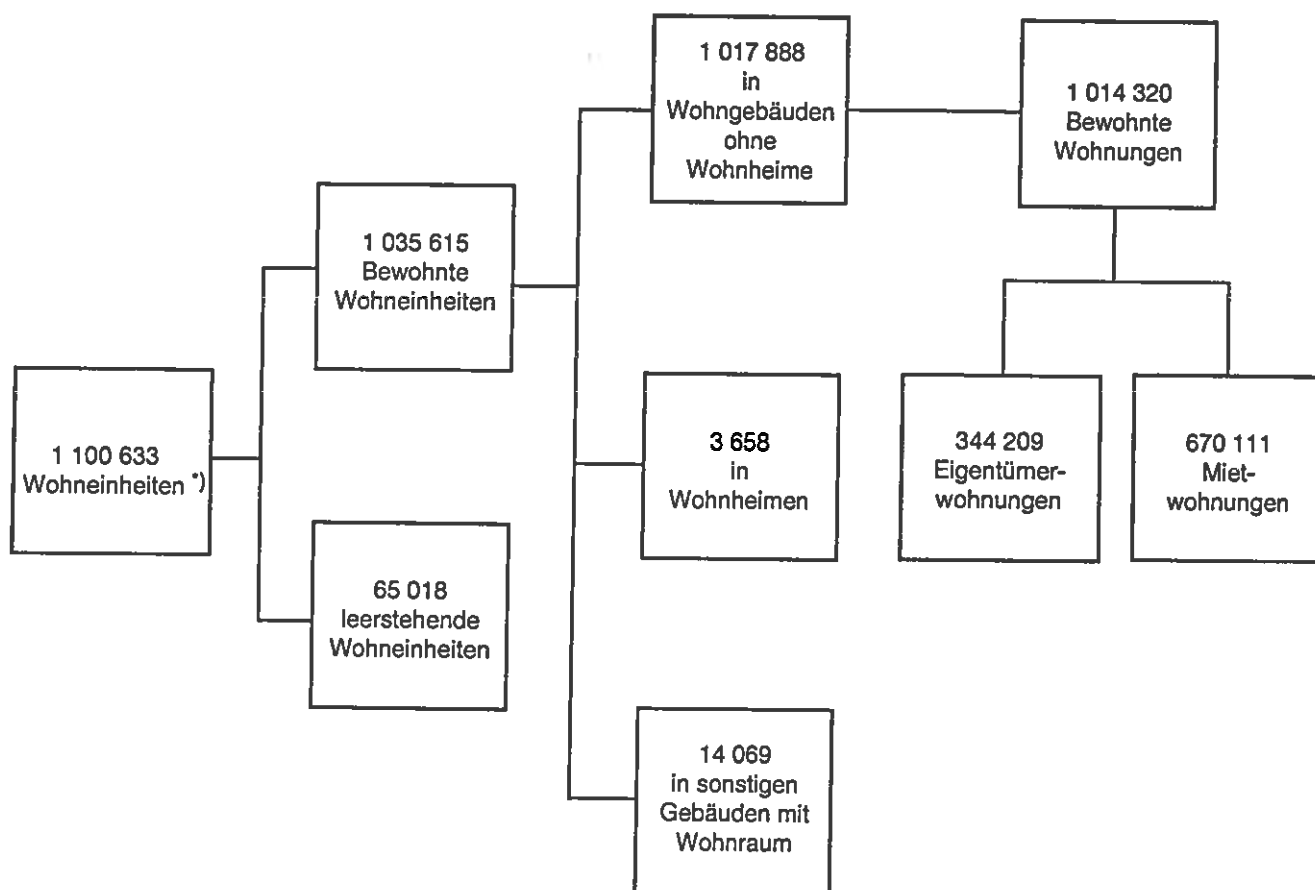 1 017 888
in
Wohngebäuden
ohne
Wohnheime
1 014 320
Bewohnte
Wohnungen
1 035 615
Bewohnte
Wohneinheiten
1 100 633
Wohneinheiten *)
3 658
in
Wohnheimen
344 209
Eigentümer-
wohnungen
670 111
Miet-
wohnungen
65 018
leerstehende
Wohneinheiten
14 069
in sonstigen
Gebäuden mit
Wohnraum